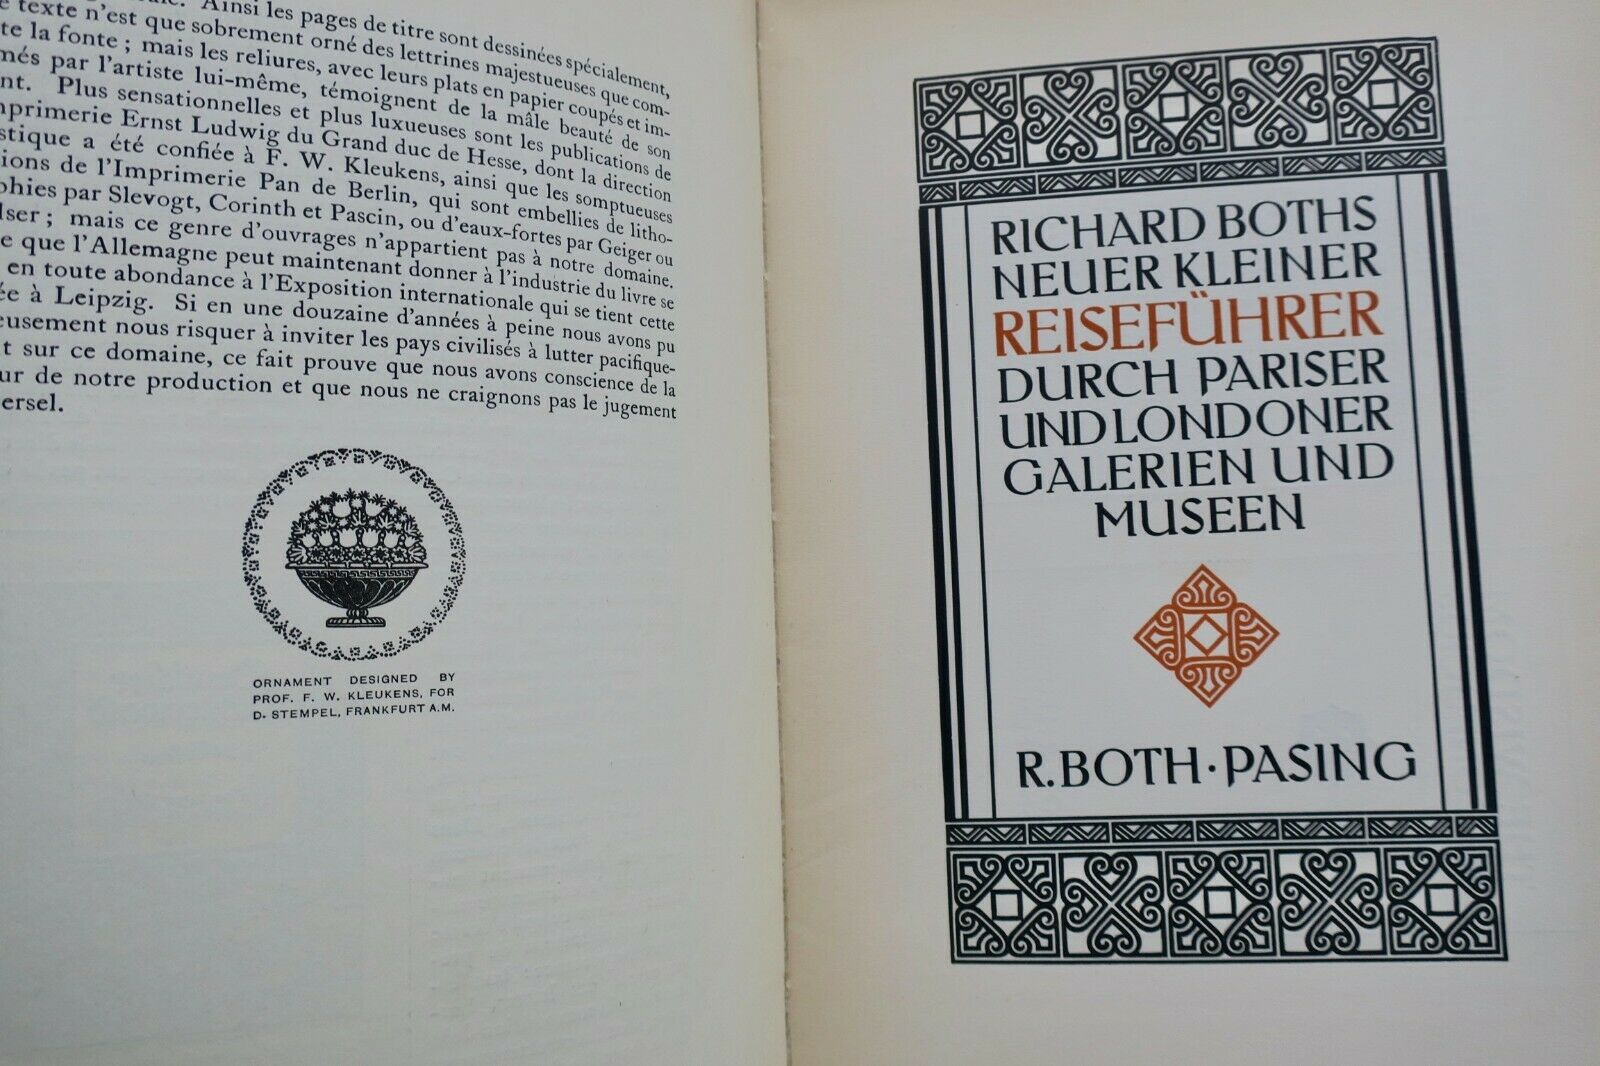 Ainsi les pages de titre sont dessinées spécialement,
texte n'est que sobrement orné des lettrines majestueuses que com-
la fonte ; mais les reliures, avec leurs plats en papier coupés et im-
més par l'artiste lui-même, témoignent de la mâle beauté de son
nt. Plus sensationnelles et plus luxueuses sont les publications de
mprimerie Ernst Ludwig du Grand duc de Hesse, dont la direction
stique a été confiée à F. W. Kleukens, ainsi que les somptueuses
ions de l'Imprimerie Pan de Berlin, qui sont embellies de litho-
phies par Slevogt, Corinth et Pascin, ou d'eaux-fortes par Geiger ou
lser ; mais ce genre d'ouvrages n'appartient pas à notre domaine.
e que l'Allemagne peut maintenant donner à l'industrie du livre se
en toute abondance à l'Exposition internationale qui se tient cette
ée à Leipzig. Si en une douzaine d'années à peine nous avons pu
eusement nous risquer à inviter les pays civilisés à lutter pacifique-
t sur ce domaine, ce fait prouve que nous avons conscience de la
ur de notre production et que nous ne craignons pas le jugement
ersel.
ORNAMENT DESIGNED BY
PROF. F. W. KLEUKENS, FOR
D. STEMPEL, FRANKFURT A.M.
RICHARD BOTHS
NEUER KLEINER
REISEFÜHRER
DURCH PARISER
UND LONDONER
GALERIEN UND
MUSEEN
R. BOTH · PASING